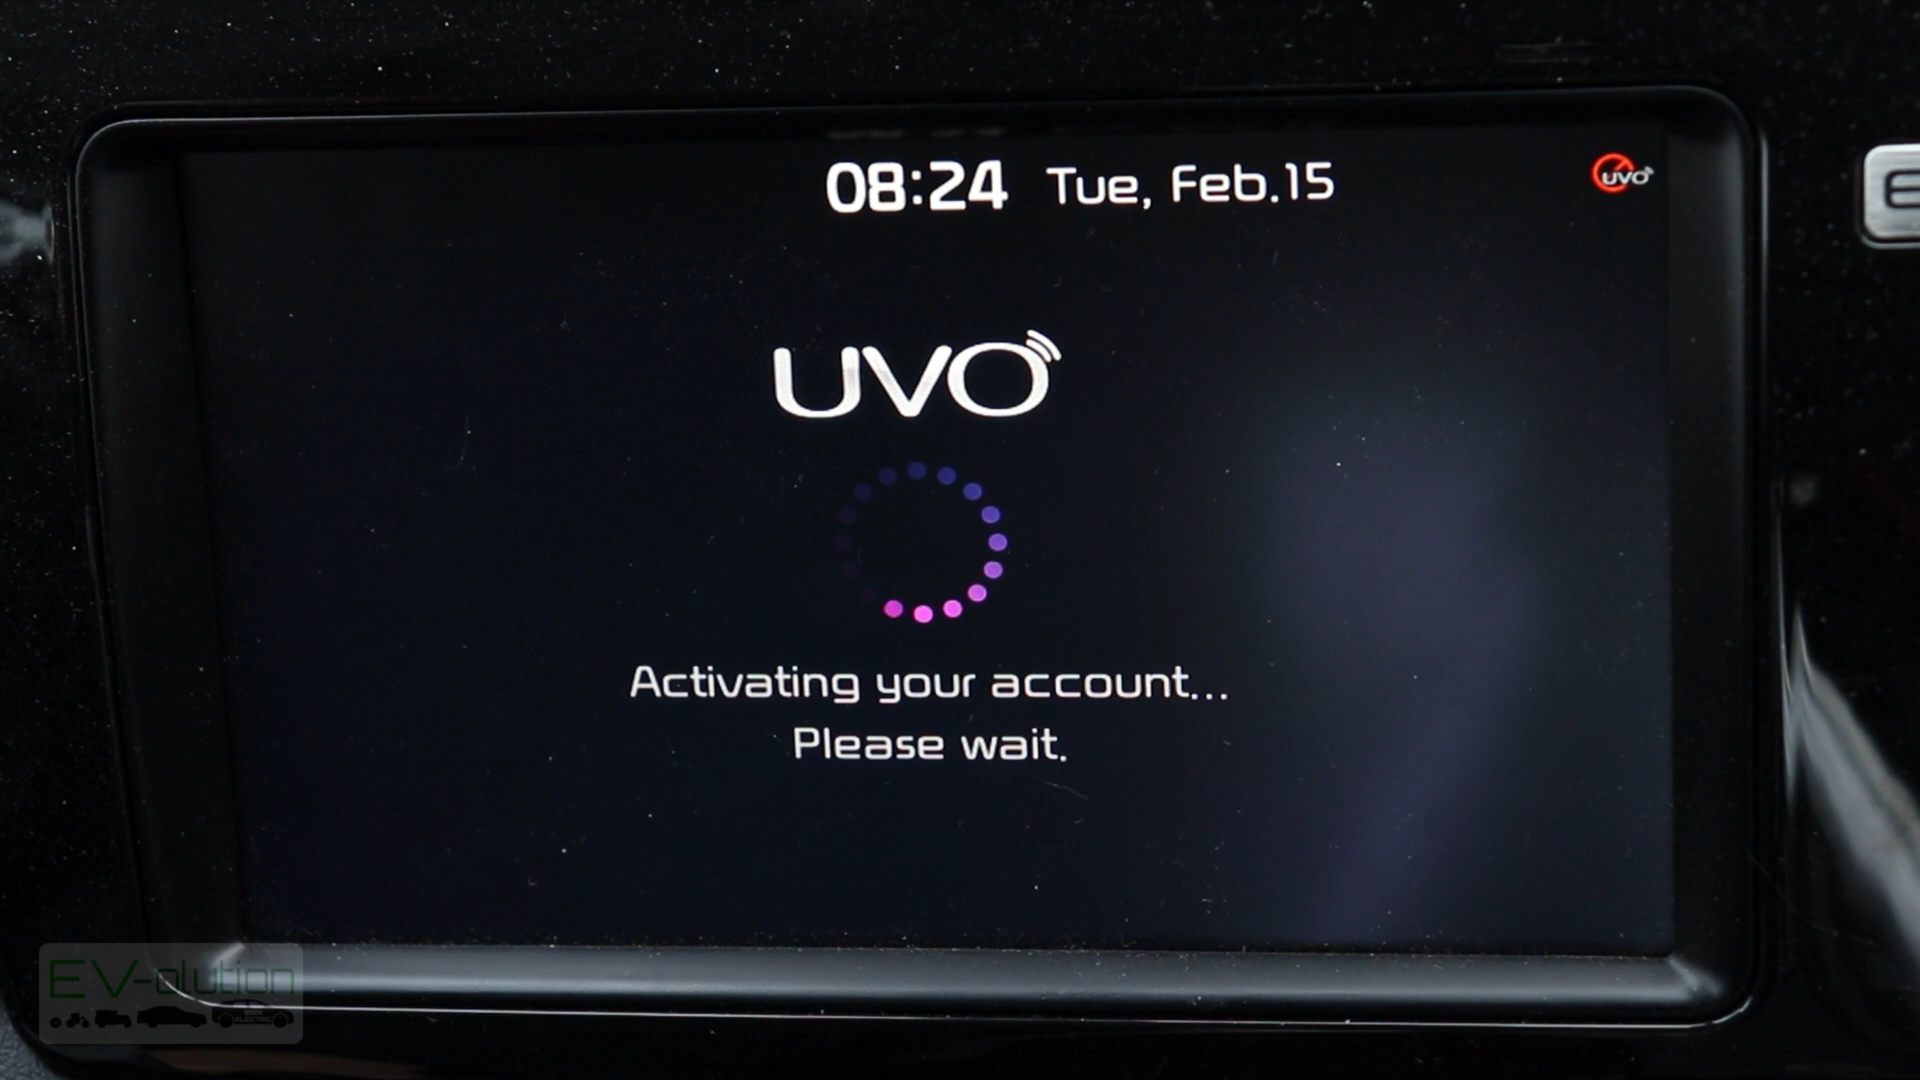 08:24 Tue, Feb.15
UVO
UVO
Activating your account...
Please wait.
E
EV-olution